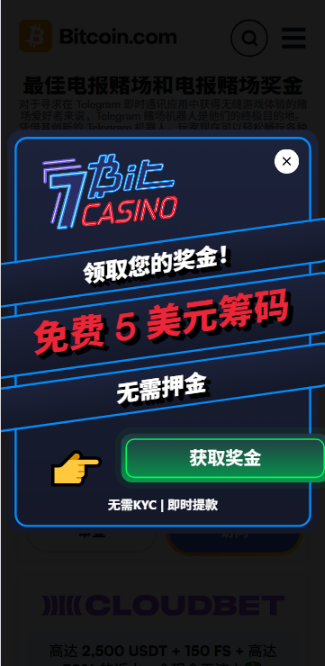 Bitcoin.com
最佳电报赌场和电报赌场奖金
对于寻求在 Telegram 即时通讯应用中获得无缝游戏体验的赌
场爱好者来说，Telegram 赌场机器人是他们的终极目的地。
7Bit
CASINO
领取您的奖金！
免费 5 美元筹码
无需押金
获取奖金
无需KYC | 即时提款
CLOUDBET
高达 2,500 USDT + 150 FS + 高达